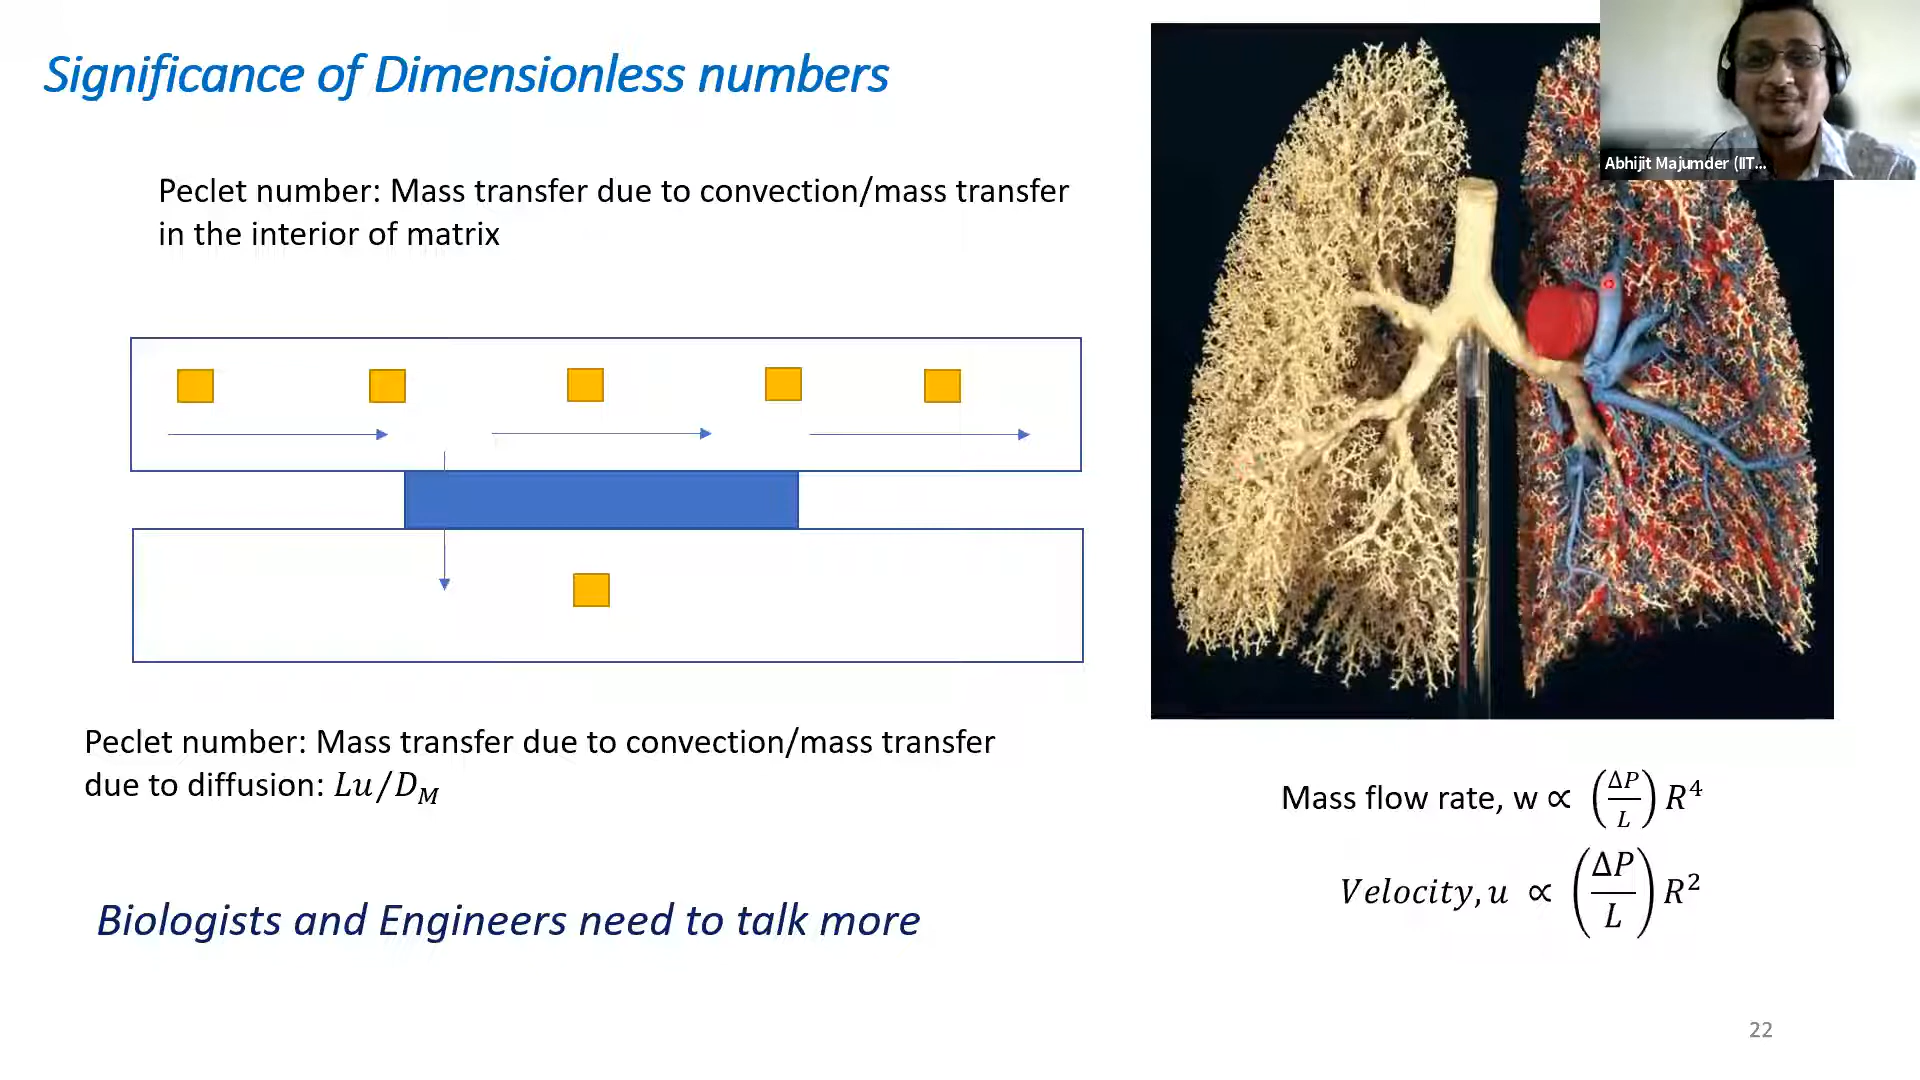 Significance of Dimensionless numbers
Abhijit Majumder (IIT...
Peclet number: Mass transfer due to convection/mass transfer
in the interior of matrix
Peclet number: Mass transfer due to convection/mass transfer
due to diffusion: Lu/D_M
Mass flow rate, w ∝ (ΔP/L) R⁴
Velocity, u ∝ (ΔP/L) R²
Biologists and Engineers need to talk more
22